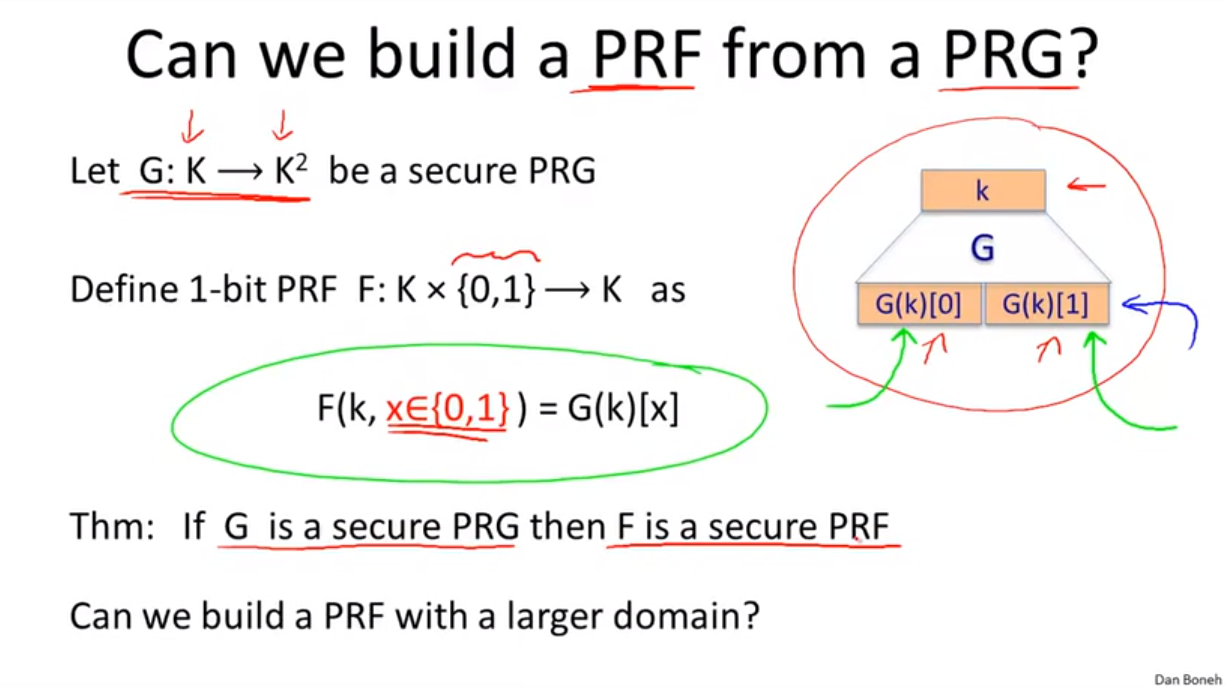 Can we build a PRF from a PRG?
Let G: K ⟶ K² be a secure PRG
k
G
G(k)[0] G(k)[1]
Define 1-bit PRF F: K × {0,1} ⟶ K as
F(k, x∈{0,1} ) = G(k)[x]
Thm: If G is a secure PRG then F is a secure PRF
Can we build a PRF with a larger domain?
Dan Boneh